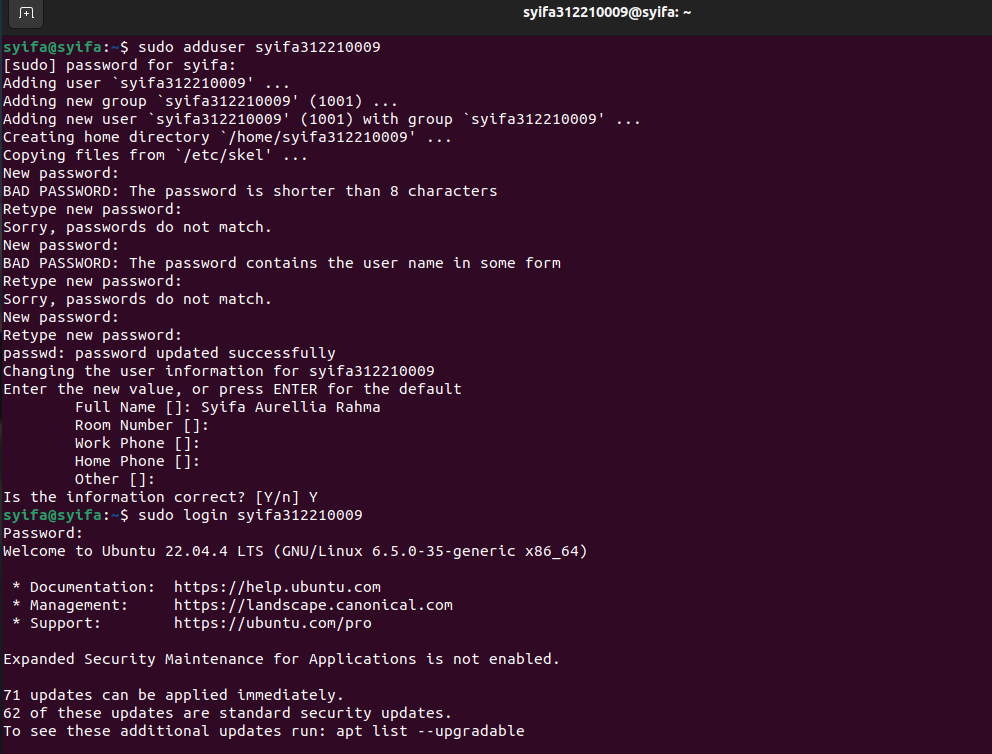 syifa312210009@syifa: ~
syifa@syifa:~$ sudo adduser syifa312210009
[sudo] password for syifa:
Adding user `syifa312210009' ...
Adding new group `syifa312210009' (1001) ...
Adding new user `syifa312210009' (1001) with group `syifa312210009' ...
Creating home directory `/home/syifa312210009' ...
Copying files from `/etc/skel' ...
New password:
BAD PASSWORD: The password is shorter than 8 characters
Retype new password:
Sorry, passwords do not match.
New password:
BAD PASSWORD: The password contains the user name in some form
Retype new password:
Sorry, passwords do not match.
New password:
Retype new password:
passwd: password updated successfully
Changing the user information for syifa312210009
Enter the new value, or press ENTER for the default
        Full Name []: Syifa Aurellia Rahma
        Room Number []:
        Work Phone []:
        Home Phone []:
        Other []:
Is the information correct? [Y/n] Y
syifa@syifa:~$ sudo login syifa312210009
Password:
Welcome to Ubuntu 22.04.4 LTS (GNU/Linux 6.5.0-35-generic x86_64)

 * Documentation:  https://help.ubuntu.com
 * Management:     https://landscape.canonical.com
 * Support:        https://ubuntu.com/pro

Expanded Security Maintenance for Applications is not enabled.

71 updates can be applied immediately.
62 of these updates are standard security updates.
To see these additional updates run: apt list --upgradable